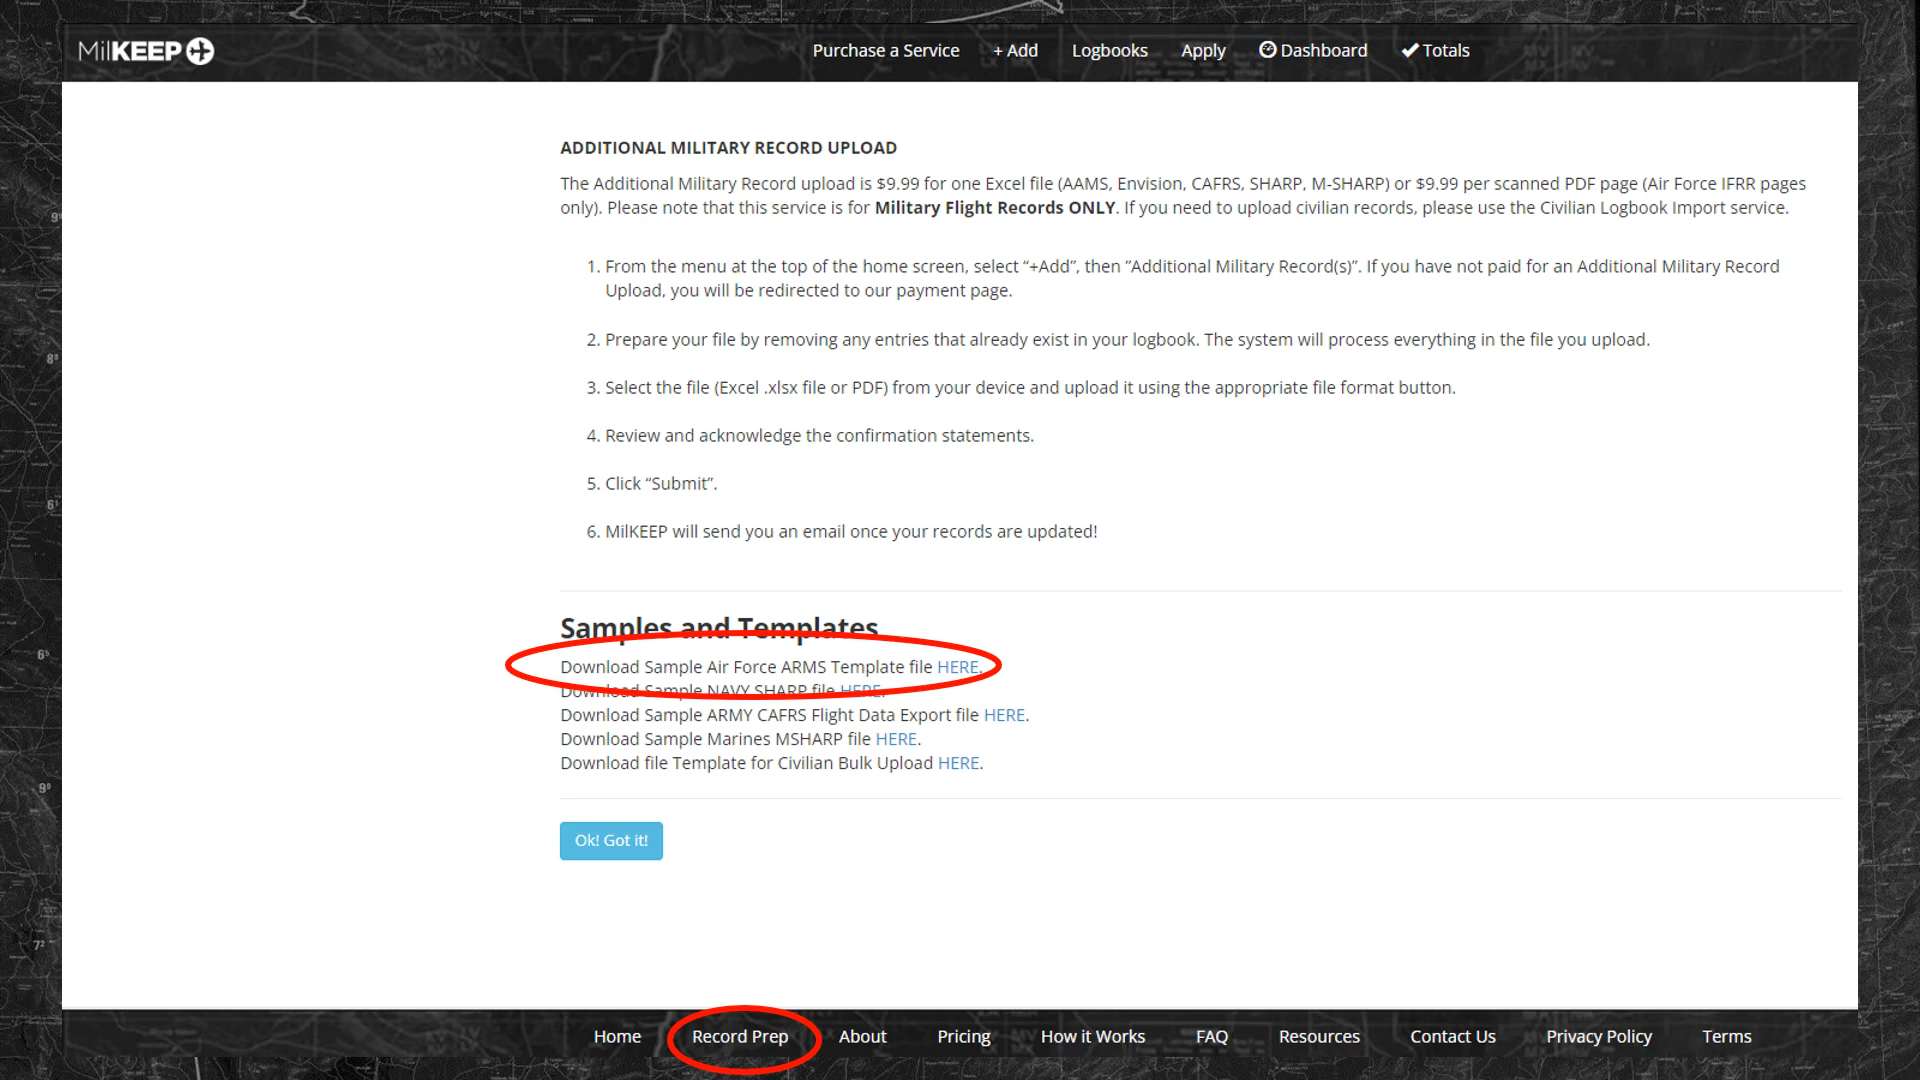 MilKEEP
Purchase a Service
+ Add
Logbooks
Apply
Dashboard
Totals
ADDITIONAL MILITARY RECORD UPLOAD
The Additional Military Record upload is $9.99 for one Excel file (AAMS, Envision, CAFRS, SHARP, M-SHARP) or $9.99 per scanned PDF page (Air Force IFRR pages
only). Please note that this service is for Military Flight Records ONLY. If you need to upload civilian records, please use the Civilian Logbook Import service.
1. From the menu at the top of the home screen, select “+Add”, then ”Additional Military Record(s)”. If you have not paid for an Additional Military Record
Upload, you will be redirected to our payment page.
2. Prepare your file by removing any entries that already exist in your logbook. The system will process everything in the file you upload.
3. Select the file (Excel .xlsx file or PDF) from your device and upload it using the appropriate file format button.
4. Review and acknowledge the confirmation statements.
5. Click “Submit”.
6. MilKEEP will send you an email once your records are updated!
Samples and Templates
Download Sample Air Force ARMS Template file HERE.
Download Sample NAVY SHARP file HERE.
Download Sample ARMY CAFRS Flight Data Export file HERE.
Download Sample Marines MSHARP file HERE.
Download file Template for Civilian Bulk Upload HERE.
Ok! Got it!
Home
Record Prep
About
Pricing
How it Works
FAQ
Resources
Contact Us
Privacy Policy
Terms